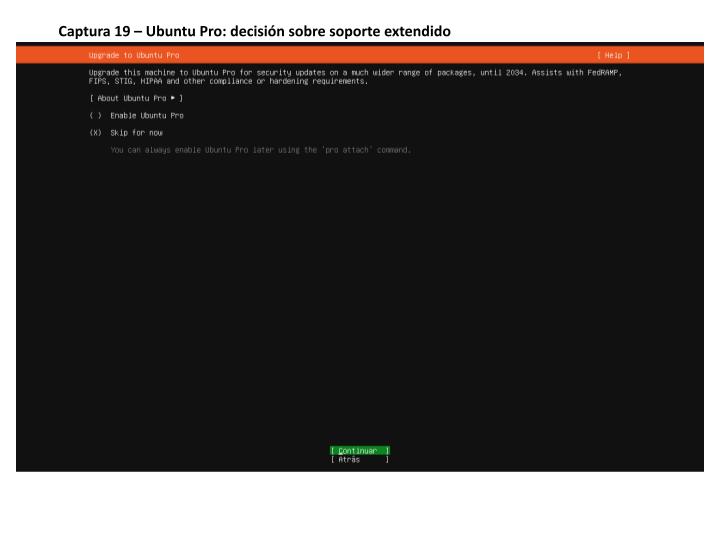 Captura 19 – Ubuntu Pro: decisión sobre soporte extendido
Upgrade to Ubuntu Pro [ Help ]
Upgrade this machine to Ubuntu Pro for security updates on a much wider range of packages, until 2034. Assists with FedRAMP,
FIPS, STIG, HIPAA and other compliance or hardening requirements.
[ About Ubuntu Pro ▸ ]
( ) Enable Ubuntu Pro
(X) Skip for now
You can always enable Ubuntu Pro later using the 'pro attach' command.
[ Continuar ]
[ Atrás ]